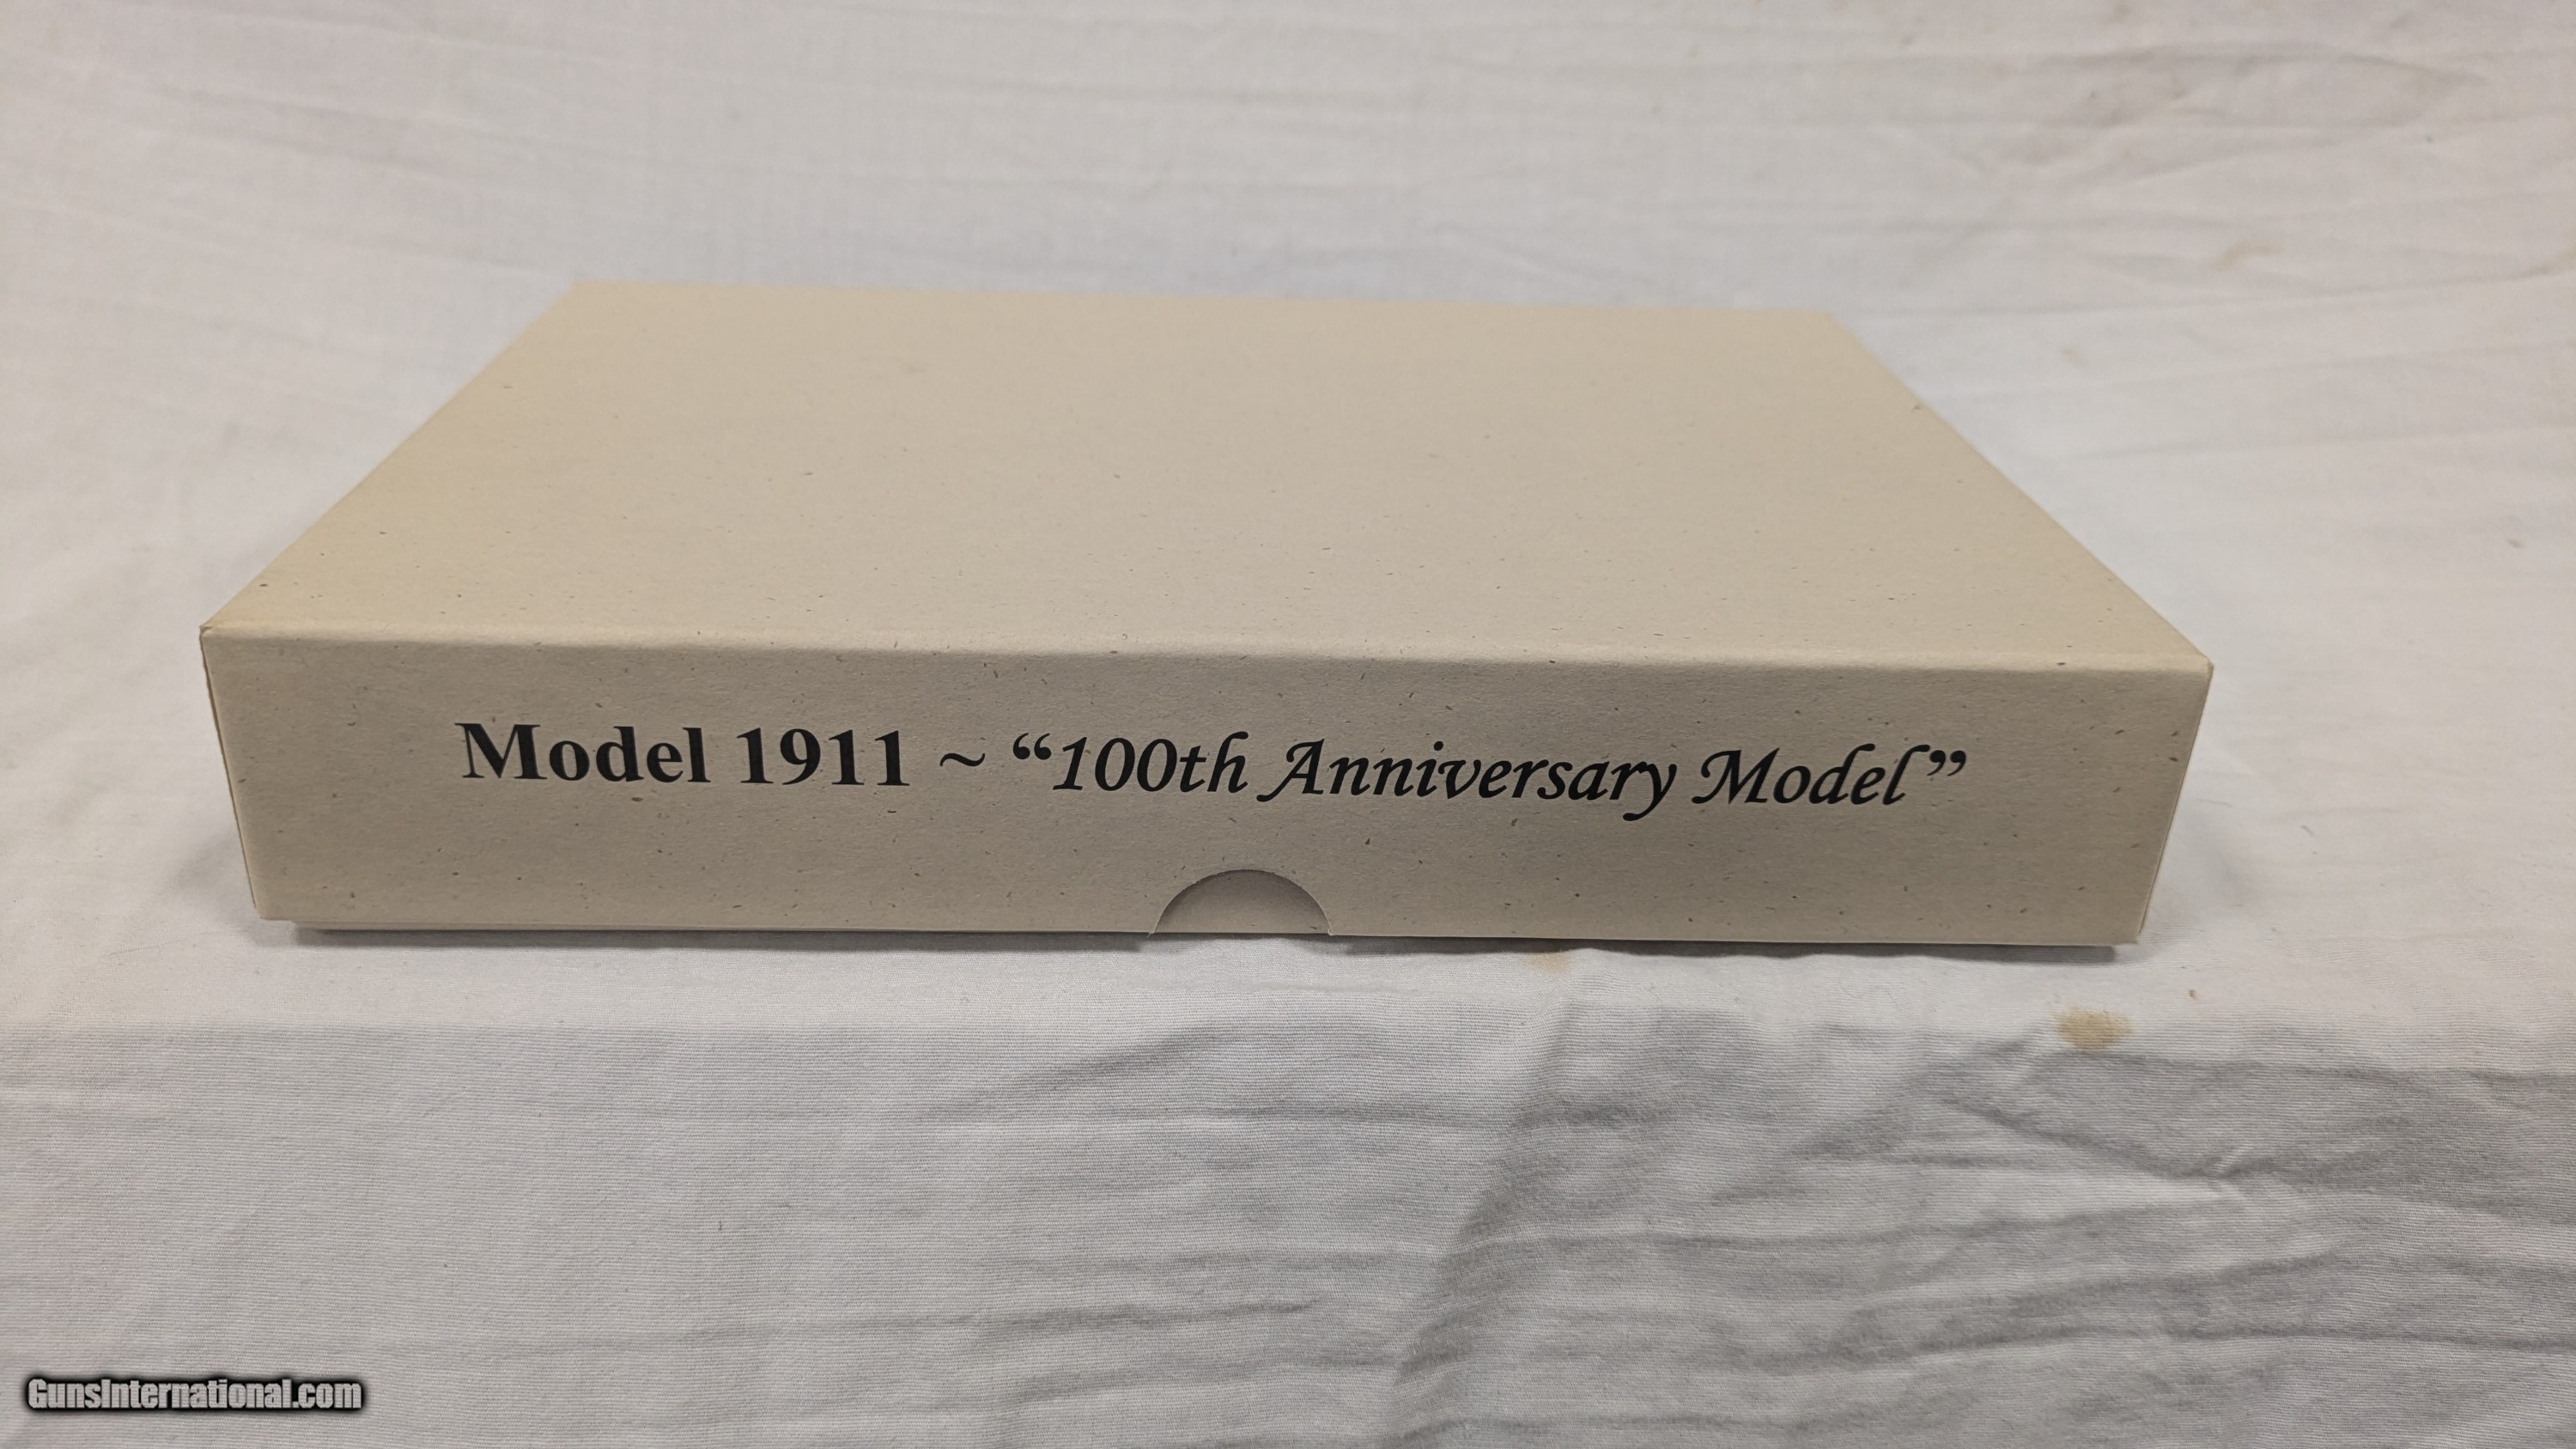 Model 1911 ~ “100th Anniversary Model”
GunsInternational.com